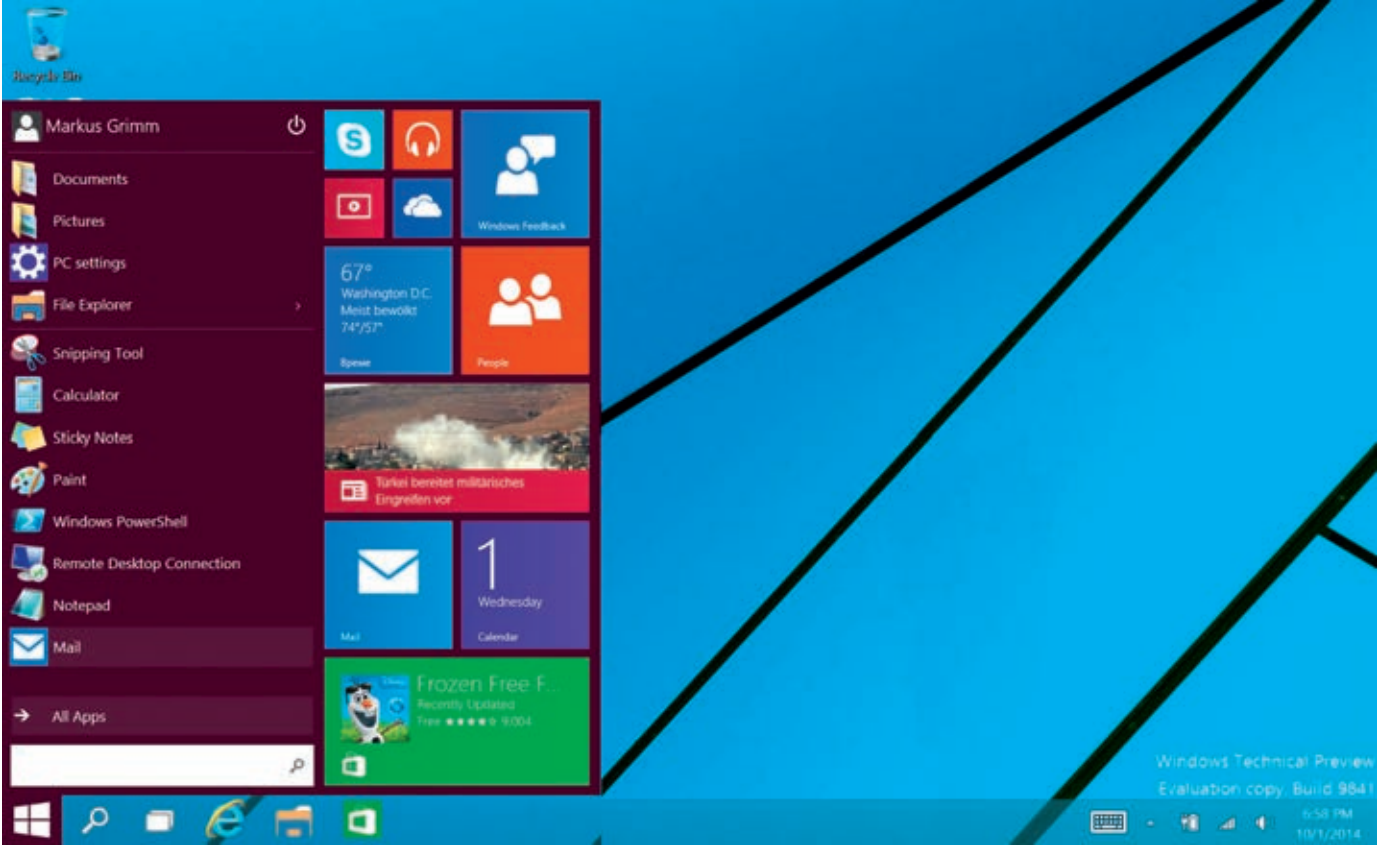 Recycle Bin
Markus Grimm
Documents
Pictures
PC settings
File Explorer
Snipping Tool
Calculator
Sticky Notes
Paint
Windows PowerShell
Remote Desktop Connection
Notepad
Mail
All Apps
S
Windows Feedback
67°
Washington D.C.
Meist bewölkt
74°/57°
Време
People
Türkei bereitet militärisches
Eingreifen vor
Mail
1
Wednesday
Calendar
Frozen Free F...
Recently Updated
Free ★★★★☆ 9.004
Windows Technical Preview
Evaluation copy. Build 9841
6:58 PM
10/1/2014